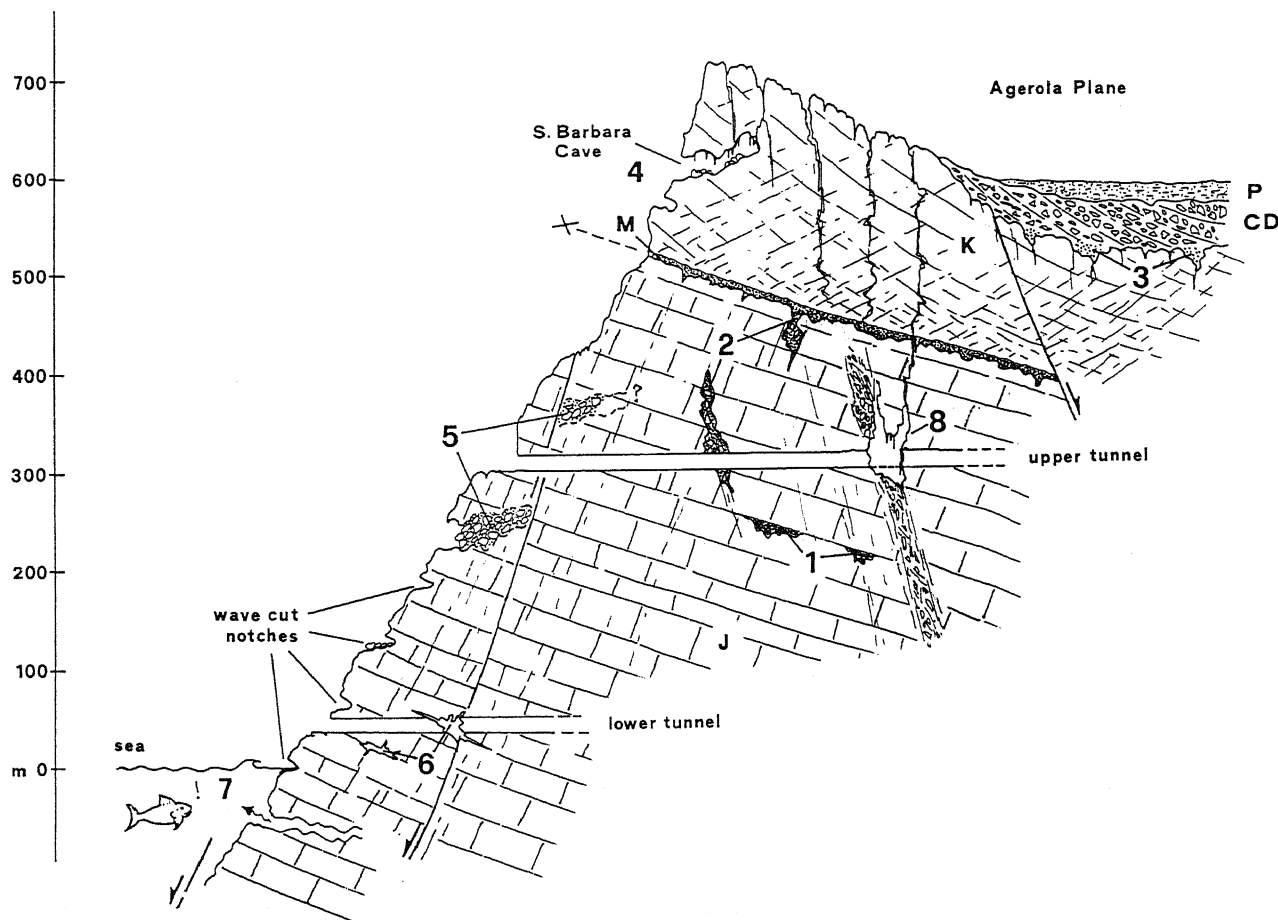 700
Agerola Plane
S. Barbara
Cave
4
600
P
CD
M
K
500
3
2
400
?
5
8
upper tunnel
300
1
200
wave cut
notches
J
100
lower tunnel
sea
6
m 0
! 7